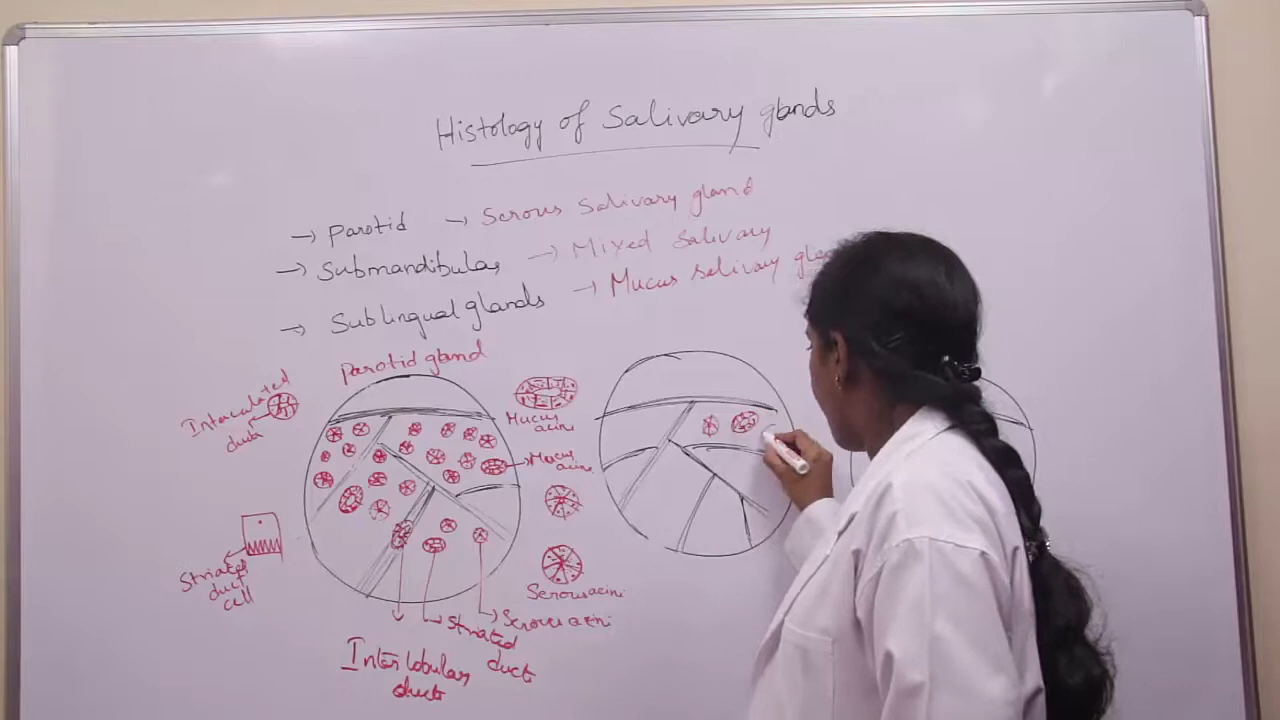 Histology of Salivary glands
→ Parotid → Serous Salivary gland
→ Submandibular → Mixed Salivary
→ Sublingual glands → Mucus Salivary
Parotid gland
Intercalated
duct
Mucus
acini
Mucus
acini
Striated
duct
cell
Serous acini
Serous acini
Striated
duct
Interlobular
duct